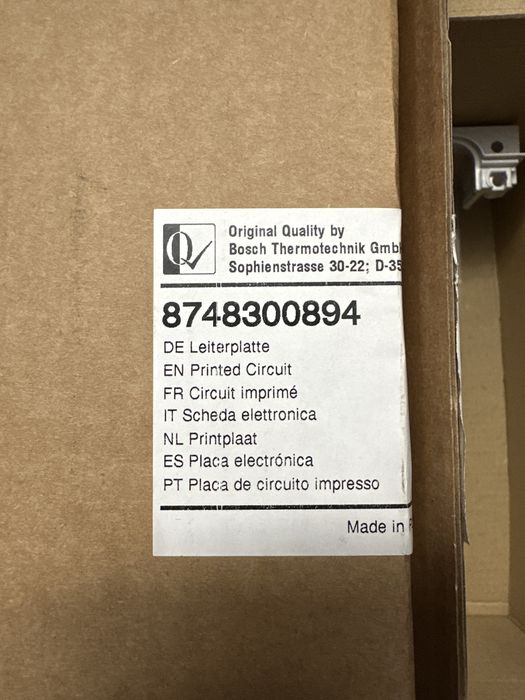 QV
Original Quality by
Bosch Thermotechnik Gmb
Sophienstrasse 30-22; D-35
8748300894
DE Leiterplatte
EN Printed Circuit
FR Circuit imprimé
IT Scheda elettronica
NL Printplaat
ES Placa electrónica
PT Placa de circuito impresso
Made in